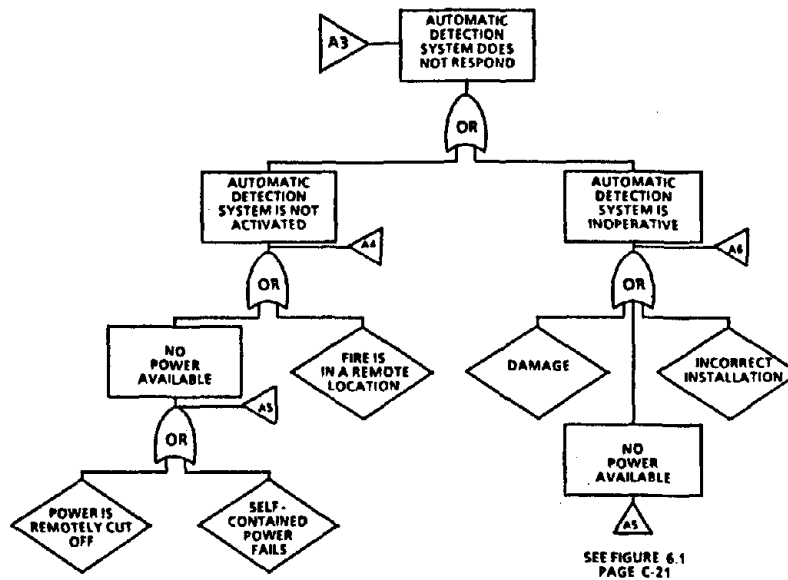 A3
AUTOMATIC
DETECTION
SYSTEM DOES
NOT RESPOND
OR
AUTOMATIC
DETECTION
SYSTEM IS NOT
ACTIVATED
A4
AUTOMATIC
DETECTION
SYSTEM IS
INOPERATIVE
A6
OR
OR
NO
POWER
AVAILABLE
A5
FIRE IS
IN A REMOTE
LOCATION
DAMAGE
INCORRECT
INSTALLATION
OR
NO
POWER
AVAILABLE
A5
POWER IS
REMOTELY CUT
OFF
SELF-
CONTAINED
POWER
FAILS
SEE FIGURE 6.1
PAGE C-21